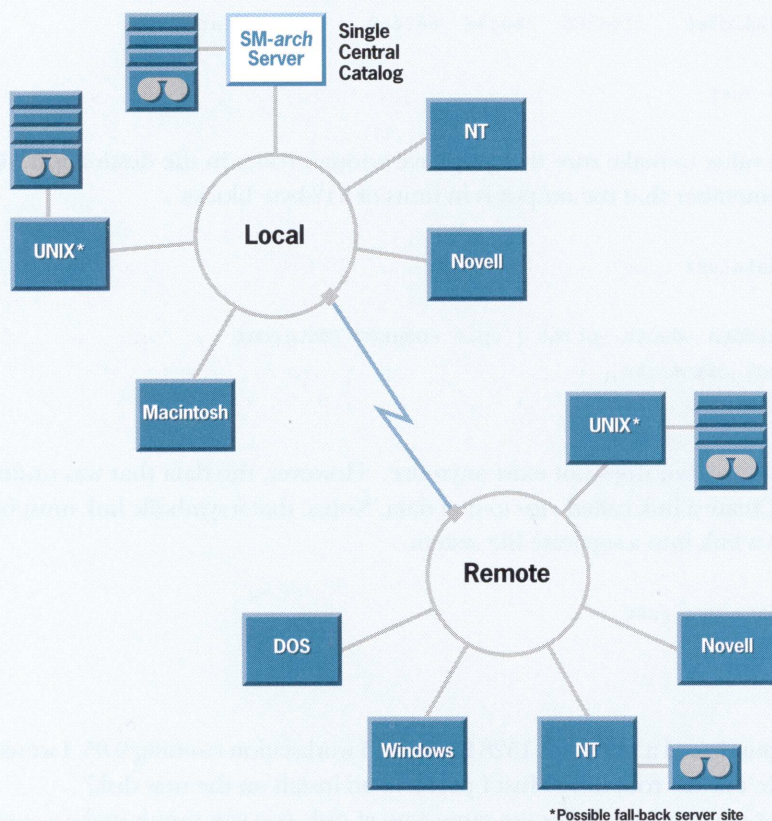 SM-arch
Server
Single
Central
Catalog
NT
UNIX*
Local
Novell
Macintosh
UNIX*
Remote
DOS
Novell
Windows
NT
*Possible fall-back server site